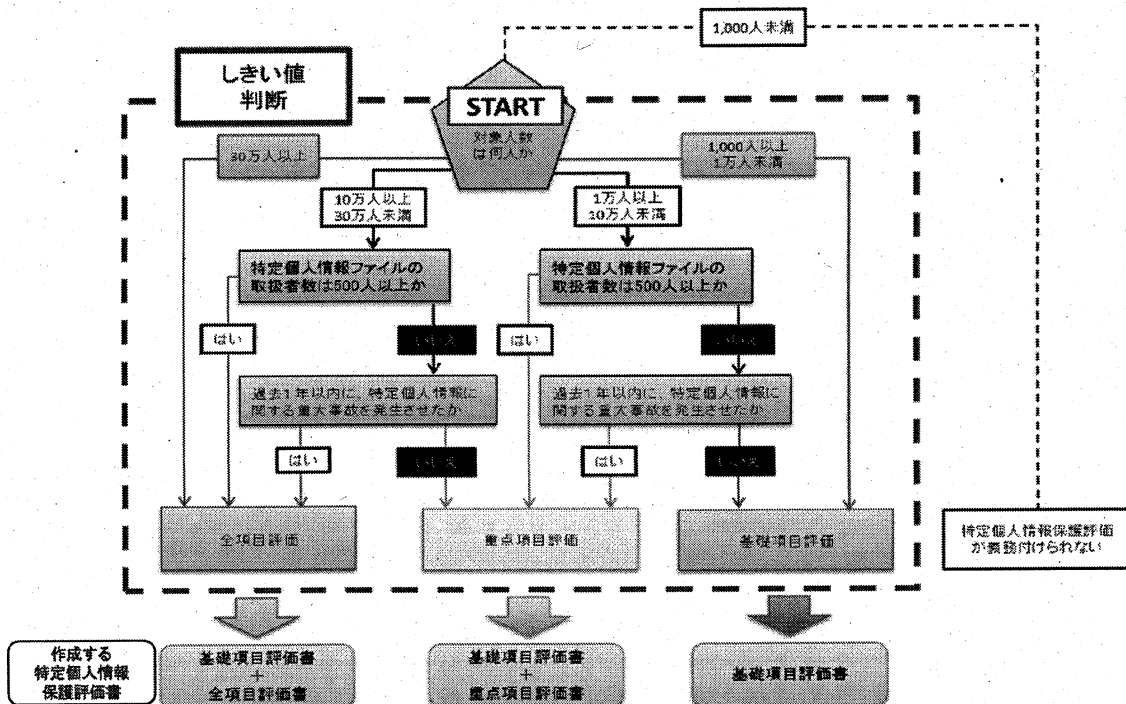 1,000人未満
しきい値
判断
START
対象人数
は何人か
30万人以上
1,000人以上
1万人未満
10万人以上
30万人未満
1万人以上
10万人未満
特定個人情報ファイルの
取扱者数は500人以上か
特定個人情報ファイルの
取扱者数は500人以上か
はい
いいえ
はい
いいえ
過去1年以内に、特定個人情報に
関する重大事故を発生させたか
過去1年以内に、特定個人情報に
関する重大事故を発生させたか
はい
いいえ
はい
いいえ
全項目評価
重点項目評価
基礎項目評価
特定個人情報保護評価
が義務付けられない
作成する
特定個人情報
保護評価書
基礎項目評価書
+
全項目評価書
基礎項目評価書
+
重点項目評価書
基礎項目評価書